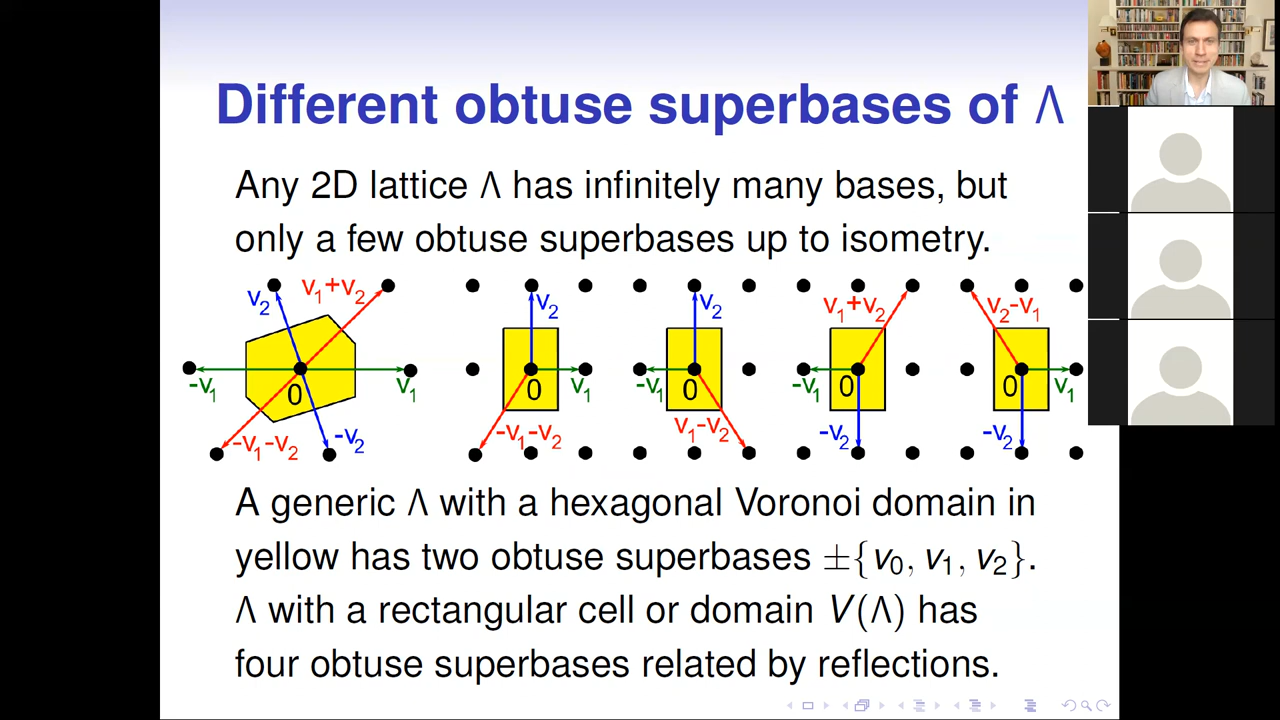 Different obtuse superbases of Λ
Any 2D lattice Λ has infinitely many bases, but
only a few obtuse superbases up to isometry.
v₂ v₁+v₂ -v₁ 0 v₁ -v₁-v₂ -v₂
v₂ 0 v₁ -v₁-v₂
v₂ -v₁ 0 v₁-v₂
v₁+v₂ -v₁ 0 -v₂
v₂-v₁ 0 v₁ -v₂
A generic Λ with a hexagonal Voronoi domain in
yellow has two obtuse superbases ±{v₀, v₁, v₂}.
Λ with a rectangular cell or domain V(Λ) has
four obtuse superbases related by reflections.